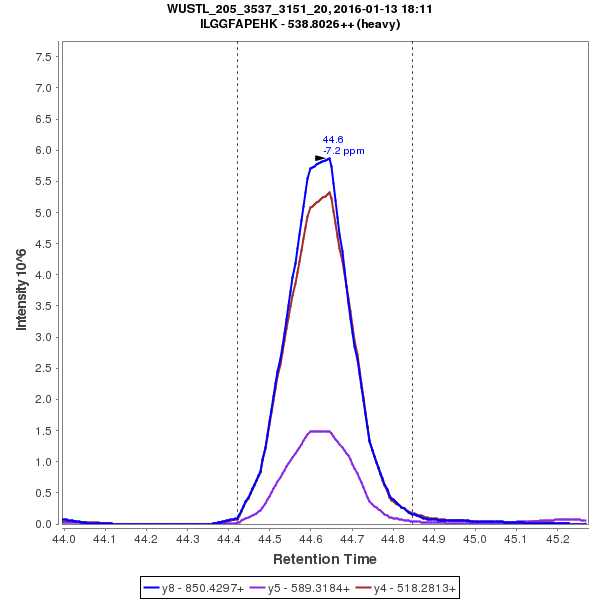 WUSTL_205_3537_3151_20, 2016-01-13 18:11
ILGGFAPEHK - 538.8026++ (heavy)
7.5
7.0
6.5
6.0
5.5
5.0
4.5
4.0
3.5
3.0
2.5
2.0
1.5
1.0
0.5
0.0
Intensity 10^6
44.6
-7.2 ppm
44.0 44.1 44.2 44.3 44.4 44.5 44.6 44.7 44.8 44.9 45.0 45.1 45.2
Retention Time
y8 - 850.4297+ y5 - 589.3184+ y4 - 518.2813+